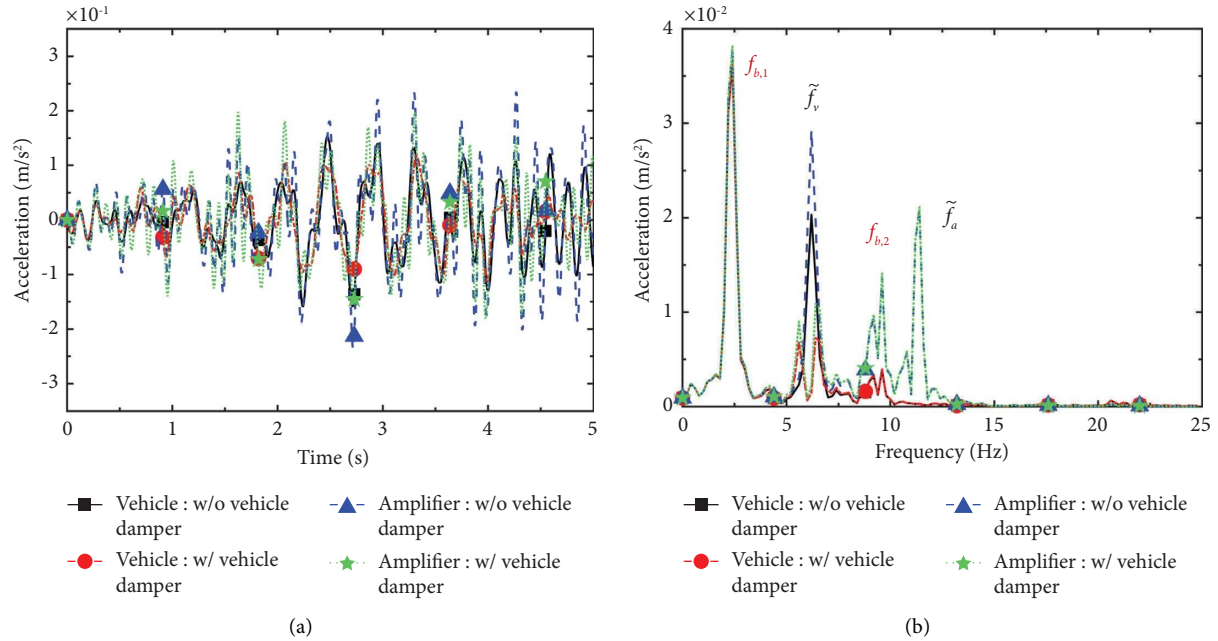 ×10⁻¹
3
2
1
0
-1
-2
-3
Acceleration (m/s²)
0 1 2 3 4 5
Time (s)
Vehicle : w/o vehicle damper
Amplifier : w/o vehicle damper
Vehicle : w/ vehicle damper
Amplifier : w/ vehicle damper
(a)
×10⁻²
4
3
2
1
0
Acceleration (m/s²)
f_{b,1}
f̃_v
f_{b,2}
f̃_a
0 5 10 15 20 25
Frequency (Hz)
Vehicle : w/o vehicle
damper
Amplifier : w/o vehicle
damper
Vehicle : w/ vehicle
damper
Amplifier : w/ vehicle
damper
(b)